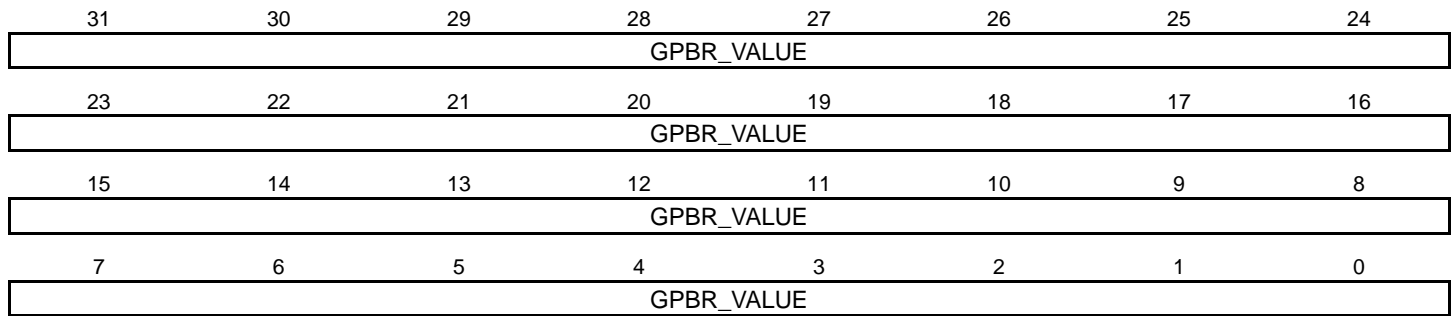 31 30 29 28 27 26 25 24
GPBR_VALUE
23 22 21 20 19 18 17 16
GPBR_VALUE
15 14 13 12 11 10 9 8
GPBR_VALUE
7 6 5 4 3 2 1 0
GPBR_VALUE